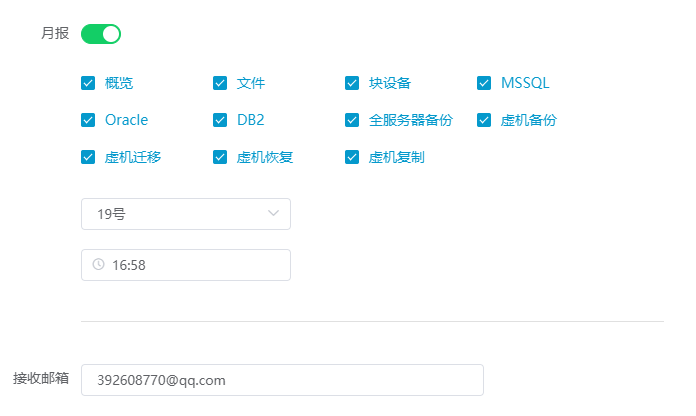 月报
概览 文件 块设备 MSSQL
Oracle DB2 全服务器备份 虚机备份
虚机迁移 虚机恢复 虚机复制
19号
16:58
接收邮箱 392608770@qq.com